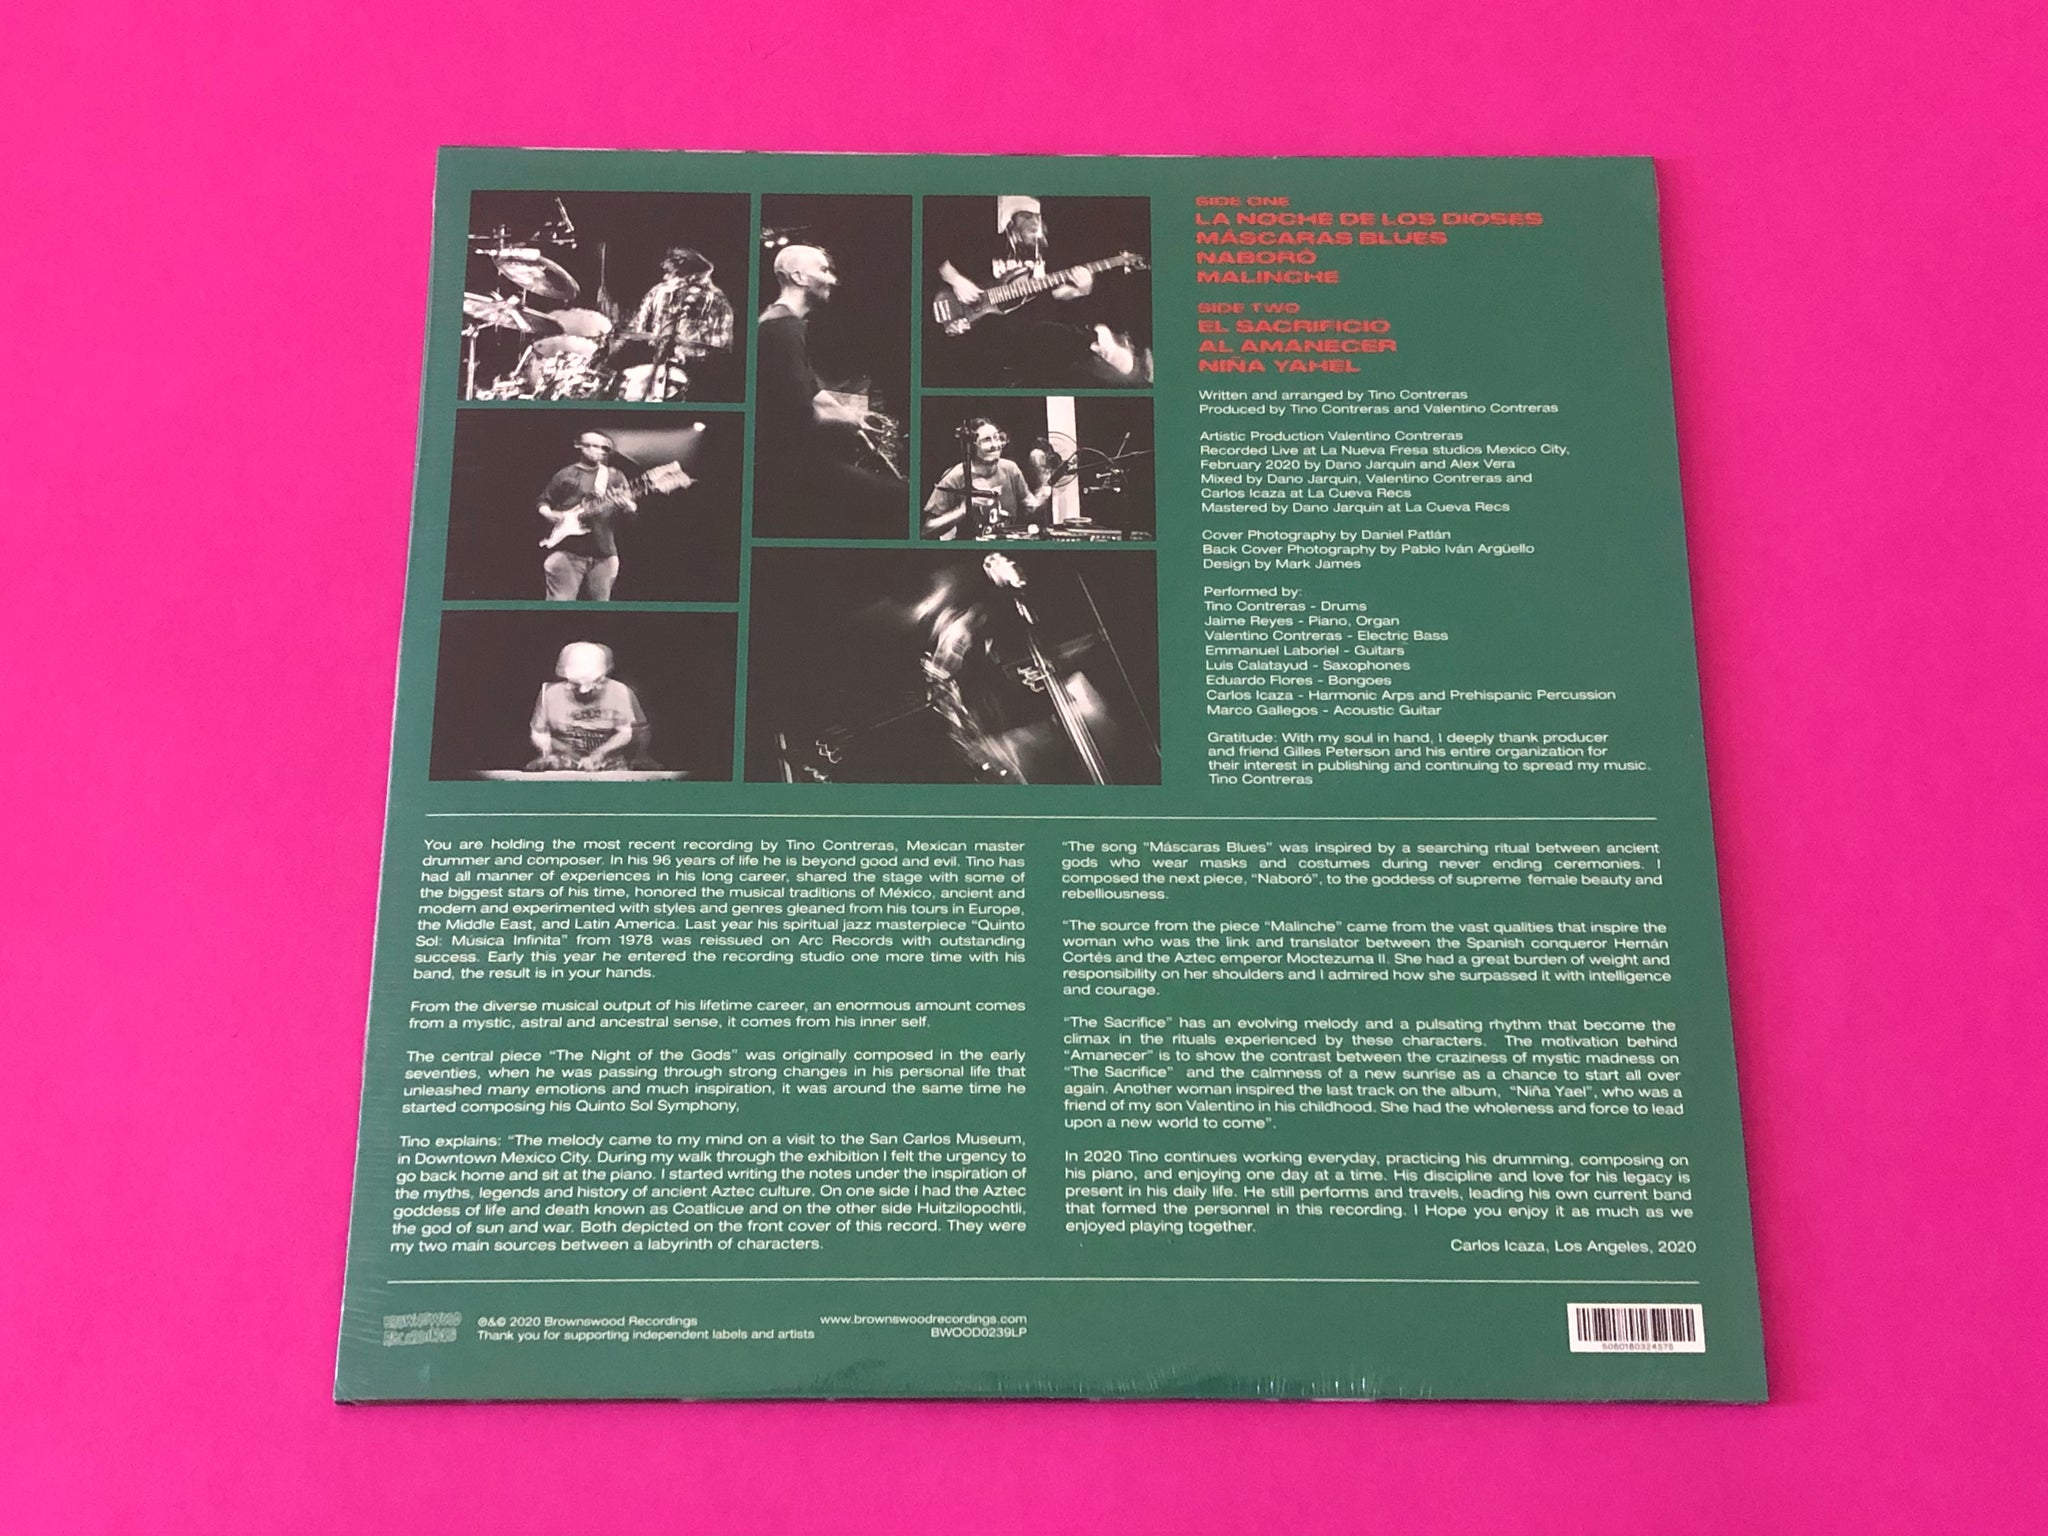 SIDE ONE
LA NOCHE DE LOS DIOSES
MÁSCARAS BLUES
NABORÓ
MALINCHE
SIDE TWO
EL SACRIFICIO
AL AMANECER
NIÑA YAHEL
Written and arranged by Tino Contreras
Produced by Tino Contreras and Valentino Contreras
Artistic Production Valentino Contreras
Recorded Live at La Nueva Fresa studios Mexico City,
February 2020 by Dano Jarquin and Alex Vera
Mixed by Dano Jarquin, Valentino Contreras and
Carlos Icaza at La Cueva Recs
Mastered by Dano Jarquin at La Cueva Recs
Cover Photography by Daniel Patlán
Back Cover Photography by Pablo Iván Argüello
Design by Mark James
Performed by:
Tino Contreras - Drums
Jaime Reyes - Piano, Organ
Valentino Contreras - Electric Bass
Emmanuel Laboriel - Guitars
Luis Calatayud - Saxophones
Eduardo Flores - Bongoes
Carlos Icaza - Harmonic Arps and Prehispanic Percussion
Marco Gallegos - Acoustic Guitar
Gratitude: With my soul in hand, I deeply thank producer
and friend Gilles Peterson and his entire organization for
their interest in publishing and continuing to spread my music.
Tino Contreras
You are holding the most recent recording by Tino Contreras, Mexican master
drummer and composer. In his 96 years of life he is beyond good and evil. Tino has
had all manner of experiences in his long career, shared the stage with some of
the biggest stars of his time, honored the musical traditions of México, ancient and
modern and experimented with styles and genres gleaned from his tours in Europe,
the Middle East, and Latin America. Last year his spiritual jazz masterpiece “Quinto
Sol: Música Infinita” from 1978 was reissued on Arc Records with outstanding
success. Early this year he entered the recording studio one more time with his
band, the result is in your hands.
From the diverse musical output of his lifetime career, an enormous amount comes
from a mystic, astral and ancestral sense, it comes from his inner self.
The central piece “The Night of the Gods” was originally composed in the early
seventies, when he was passing through strong changes in his personal life that
unleashed many emotions and much inspiration, it was around the same time he
started composing his Quinto Sol Symphony,
Tino explains: “The melody came to my mind on a visit to the San Carlos Museum,
in Downtown Mexico City. During my walk through the exhibition I felt the urgency to
go back home and sit at the piano. I started writing the notes under the inspiration of
the myths, legends and history of ancient Aztec culture. On one side I had the Aztec
goddess of life and death known as Coatlicue and on the other side Huitzilopochtli,
the god of sun and war. Both depicted on the front cover of this record. They were
my two main sources between a labyrinth of characters.
“The song “Máscaras Blues” was inspired by a searching ritual between ancient
gods who wear masks and costumes during never ending ceremonies. I
composed the next piece, “Naboró”, to the goddess of supreme female beauty and
rebelliousness.
“The source from the piece “Malinche” came from the vast qualities that inspire the
woman who was the link and translator between the Spanish conqueror Hernán
Cortés and the Aztec emperor Moctezuma II. She had a great burden of weight and
responsibility on her shoulders and I admired how she surpassed it with intelligence
and courage.
“The Sacrifice” has an evolving melody and a pulsating rhythm that become the
climax in the rituals experienced by these characters. The motivation behind
“Amanecer” is to show the contrast between the craziness of mystic madness on
“The Sacrifice” and the calmness of a new sunrise as a chance to start all over
again. Another woman inspired the last track on the album, “Niña Yael”, who was a
friend of my son Valentino in his childhood. She had the wholeness and force to lead
upon a new world to come”.
In 2020 Tino continues working everyday, practicing his drumming, composing on
his piano, and enjoying one day at a time. His discipline and love for his legacy is
present in his daily life. He still performs and travels, leading his own current band
that formed the personnel in this recording. I Hope you enjoy it as much as we
enjoyed playing together.
Carlos Icaza, Los Angeles, 2020
BROWNSWOOD
RECORDINGS
℗&© 2020 Brownswood Recordings
Thank you for supporting independent labels and artists
www.brownswoodrecordings.com
BWOOD0239LP
5060180324575